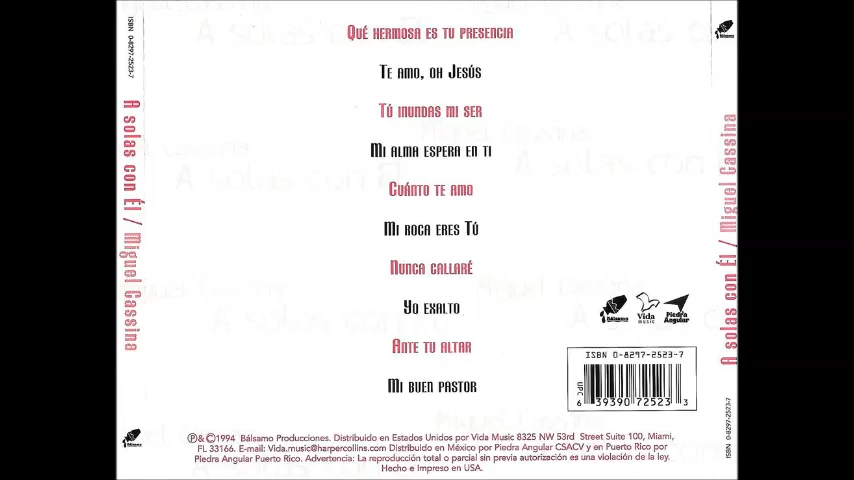 ISBN 0-8297-2523-7
A solas con Él / Miguel Cassina
Qué hermosa es tu presencia
Te amo, oh Jesús
Tú inundas mi ser
Mi alma espera en ti
Cuánto te amo
Mi roca eres Tú
Nunca callaré
Yo exalto
Ante tu altar
Mi buen pastor
Bálsamo
Vida
MUSIC
Piedra
Angular
ISBN 0-8297-2523-7
UPC
6 39390 72523 3
℗&©1994 Bálsamo Producciones. Distribuido en Estados Unidos por Vida Music 8325 NW 53rd Street Suite 100, Miami,
FL 33166. E-mail: Vida.music@harpercollins.com Distribuido en México por Piedra Angular CSACV y en Puerto Rico por
Piedra Angular Puerto Rico. Advertencia: La reproducción total o parcial sin previa autorización es una violación de la ley.
Hecho e Impreso en USA.
A solas con Él / Miguel Cassina
ISBN 0-8297-2523-7